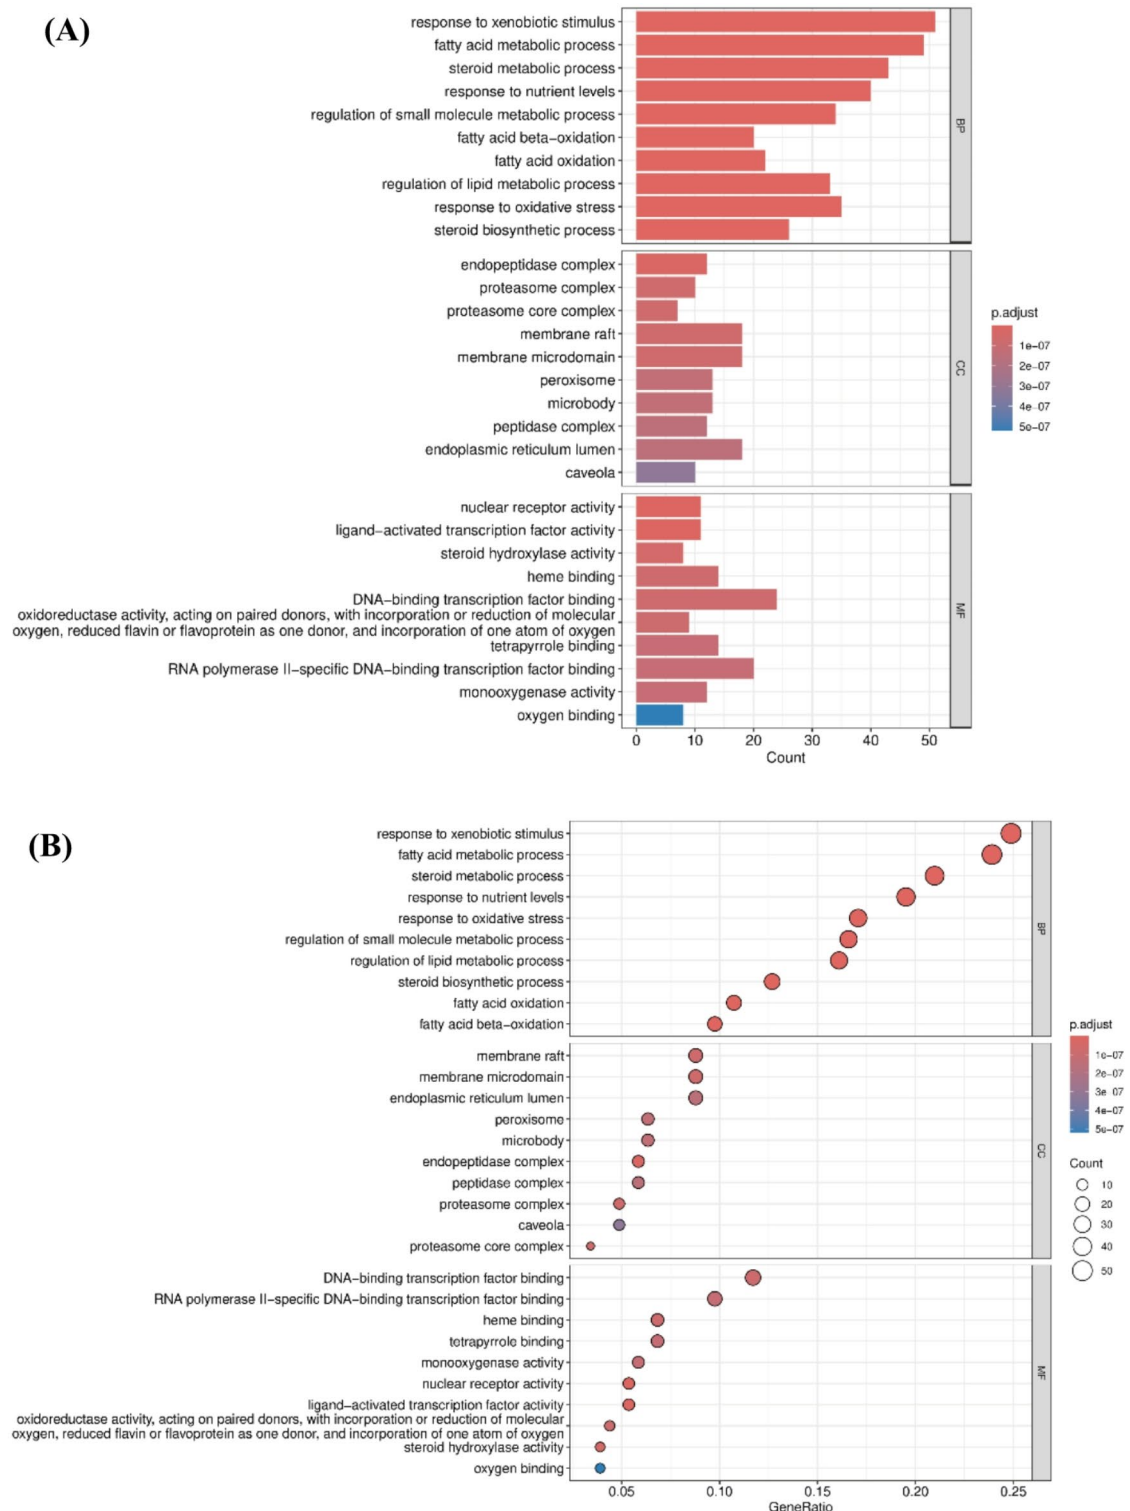 (A)
response to xenobiotic stimulus
fatty acid metabolic process
steroid metabolic process
response to nutrient levels
regulation of small molecule metabolic process
fatty acid beta−oxidation
fatty acid oxidation
regulation of lipid metabolic process
response to oxidative stress
steroid biosynthetic process
BP
endopeptidase complex
proteasome complex
proteasome core complex
membrane raft
membrane microdomain
peroxisome
microbody
peptidase complex
endoplasmic reticulum lumen
caveola
CC
nuclear receptor activity
ligand−activated transcription factor activity
steroid hydroxylase activity
heme binding
DNA−binding transcription factor binding
oxidoreductase activity, acting on paired donors, with incorporation or reduction of molecular
oxygen, reduced flavin or flavoprotein as one donor, and incorporation of one atom of oxygen
tetrapyrrole binding
RNA polymerase II−specific DNA−binding transcription factor binding
monooxygenase activity
oxygen binding
MF
0 10 20 30 40 50
Count
p.adjust
1e−07
2e−07
3e−07
4e−07
5e−07
(B)
response to xenobiotic stimulus
fatty acid metabolic process
steroid metabolic process
response to nutrient levels
response to oxidative stress
regulation of small molecule metabolic process
regulation of lipid metabolic process
steroid biosynthetic process
fatty acid oxidation
fatty acid beta−oxidation
BP
membrane raft
membrane microdomain
endoplasmic reticulum lumen
peroxisome
microbody
endopeptidase complex
peptidase complex
proteasome complex
caveola
proteasome core complex
CC
DNA−binding transcription factor binding
RNA polymerase II−specific DNA−binding transcription factor binding
heme binding
tetrapyrrole binding
monooxygenase activity
nuclear receptor activity
ligand−activated transcription factor activity
oxidoreductase activity, acting on paired donors, with incorporation or reduction of molecular
oxygen, reduced flavin or flavoprotein as one donor, and incorporation of one atom of oxygen
steroid hydroxylase activity
oxygen binding
MF
0.05 0.10 0.15 0.20 0.25
GeneRatio
p.adjust
1e−07
2e−07
3e−07
4e−07
5e−07
Count
10
20
30
40
50